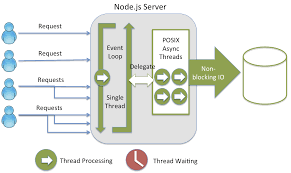 Node.js Server
Request
Request
Requests
Requests
Event
Loop
Single
Thread
Delegate
POSIX
Async
Threads
Non-
blocking IO
Thread Processing
Thread Waiting